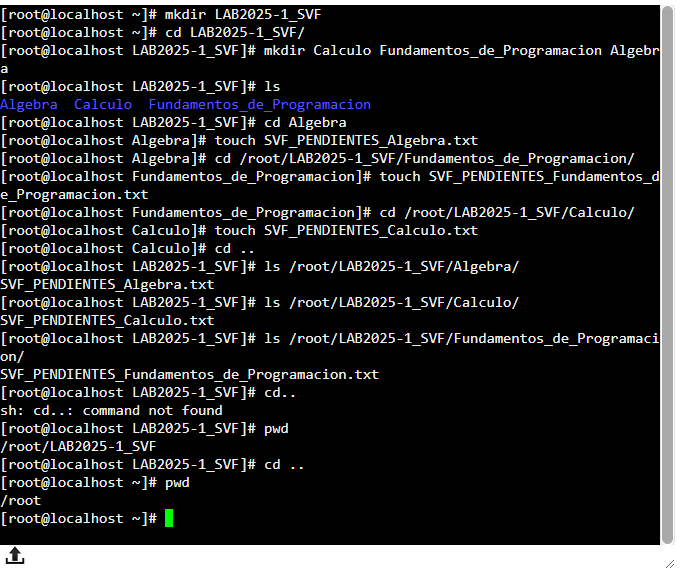 [root@localhost ~]# mkdir LAB2025-1_SVF
[root@localhost ~]# cd LAB2025-1_SVF/
[root@localhost LAB2025-1_SVF]# mkdir Calculo Fundamentos_de_Programacion Algebr
a
[root@localhost LAB2025-1_SVF]# ls
Algebra  Calculo  Fundamentos_de_Programacion
[root@localhost LAB2025-1_SVF]# cd Algebra
[root@localhost Algebra]# touch SVF_PENDIENTES_Algebra.txt
[root@localhost Algebra]# cd /root/LAB2025-1_SVF/Fundamentos_de_Programacion/
[root@localhost Fundamentos_de_Programacion]# touch SVF_PENDIENTES_Fundamentos_d
e_Programacion.txt
[root@localhost Fundamentos_de_Programacion]# cd /root/LAB2025-1_SVF/Calculo/
[root@localhost Calculo]# touch SVF_PENDIENTES_Calculo.txt
[root@localhost Calculo]# cd ..
[root@localhost LAB2025-1_SVF]# ls /root/LAB2025-1_SVF/Algebra/
SVF_PENDIENTES_Algebra.txt
[root@localhost LAB2025-1_SVF]# ls /root/LAB2025-1_SVF/Calculo/
SVF_PENDIENTES_Calculo.txt
[root@localhost LAB2025-1_SVF]# ls /root/LAB2025-1_SVF/Fundamentos_de_Programaci
on/
SVF_PENDIENTES_Fundamentos_de_Programacion.txt
[root@localhost LAB2025-1_SVF]# cd..
sh: cd..: command not found
[root@localhost LAB2025-1_SVF]# pwd
/root/LAB2025-1_SVF
[root@localhost LAB2025-1_SVF]# cd ..
[root@localhost ~]# pwd
/root
[root@localhost ~]#